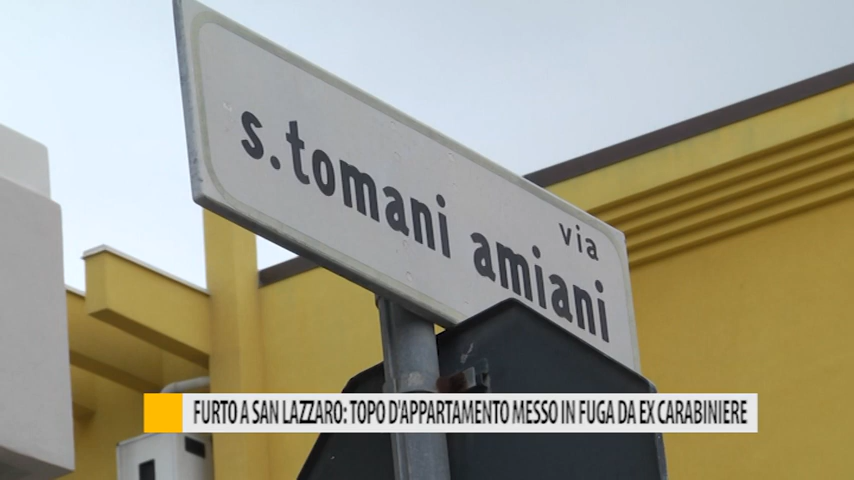 via
s.tomani amiani
FURTO A SAN LAZZARO: TOPO D'APPARTAMENTO MESSO IN FUGA DA EX CARABINIERE